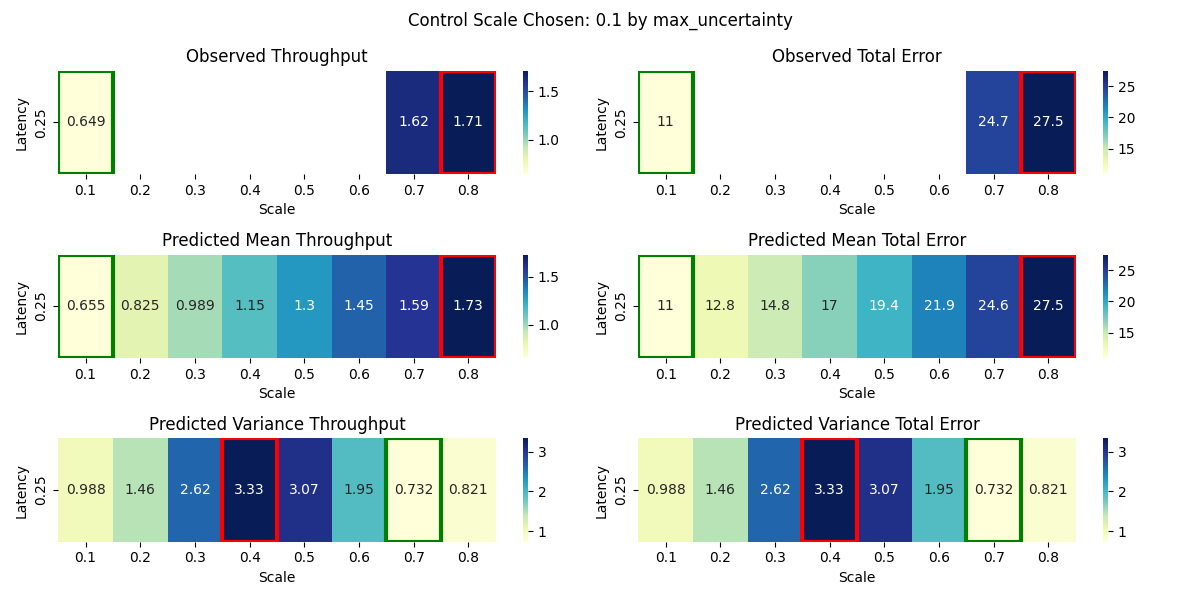 Control Scale Chosen: 0.1 by max_uncertainty
Observed Throughput
Latency
0.25
0.649 1.62 1.71
0.1 0.2 0.3 0.4 0.5 0.6 0.7 0.8
Scale
1.5
1.0
Observed Total Error
Latency
0.25
11 24.7 27.5
0.1 0.2 0.3 0.4 0.5 0.6 0.7 0.8
Scale
25
20
15
Predicted Mean Throughput
Latency
0.25
0.655 0.825 0.989 1.15 1.3 1.45 1.59 1.73
0.1 0.2 0.3 0.4 0.5 0.6 0.7 0.8
Scale
1.5
1.0
Predicted Mean Total Error
Latency
0.25
11 12.8 14.8 17 19.4 21.9 24.6 27.5
0.1 0.2 0.3 0.4 0.5 0.6 0.7 0.8
Scale
25
20
15
Predicted Variance Throughput
Latency
0.25
0.988 1.46 2.62 3.33 3.07 1.95 0.732 0.821
0.1 0.2 0.3 0.4 0.5 0.6 0.7 0.8
Scale
3
2
1
Predicted Variance Total Error
Latency
0.25
0.988 1.46 2.62 3.33 3.07 1.95 0.732 0.821
0.1 0.2 0.3 0.4 0.5 0.6 0.7 0.8
Scale
3
2
1